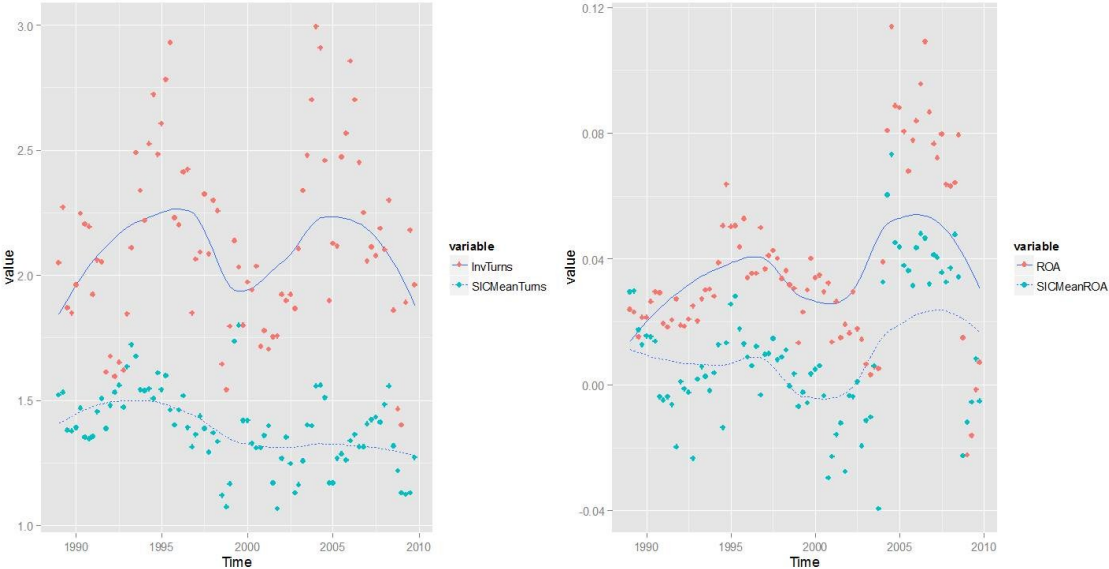 3.0
2.5
2.0
1.5
1.0
value
1990
1995
2000
2005
2010
Time
variable
InvTurns
SICMeanTurns
0.12
0.08
0.04
0.00
-0.04
value
1990
1995
2000
2005
2010
Time
variable
ROA
SICMeanROA